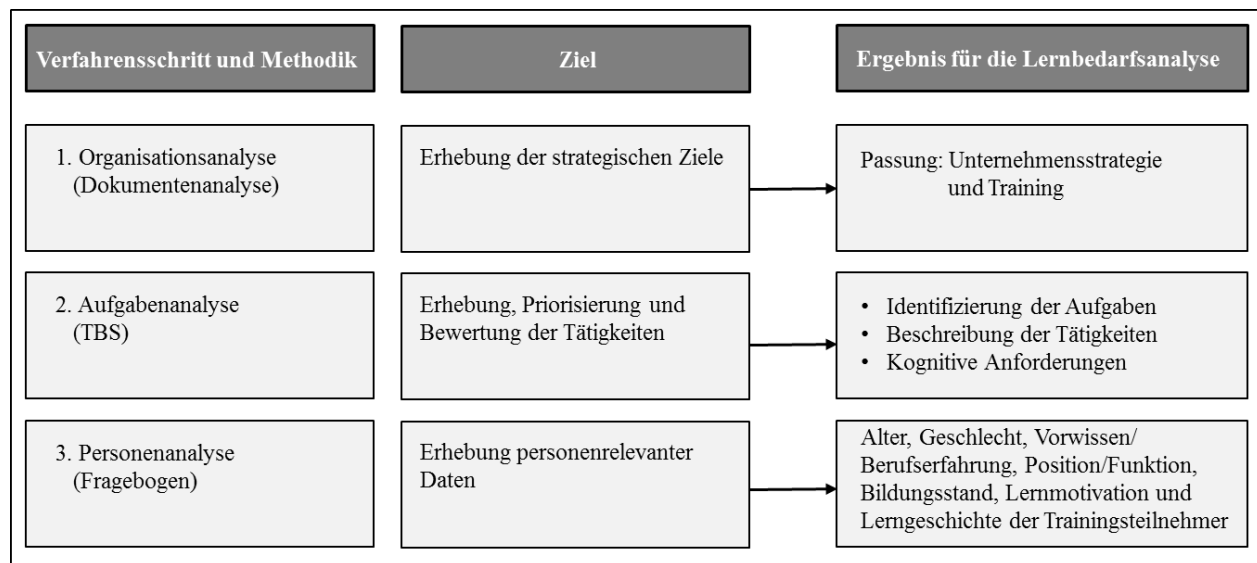 Verfahrensschritt und Methodik
Ziel
Ergebnis für die Lernbedarfsanalyse
1. Organisationsanalyse
(Dokumentenanalyse)
Erhebung der strategischen Ziele
Passung: Unternehmensstrategie
und Training
2. Aufgabenanalyse
(TBS)
Erhebung, Priorisierung und
Bewertung der Tätigkeiten
• Identifizierung der Aufgaben
• Beschreibung der Tätigkeiten
• Kognitive Anforderungen
3. Personenanalyse
(Fragebogen)
Erhebung personenrelevanter
Daten
Alter, Geschlecht, Vorwissen/
Berufserfahrung, Position/Funktion,
Bildungsstand, Lernmotivation und
Lerngeschichte der Trainingsteilnehmer